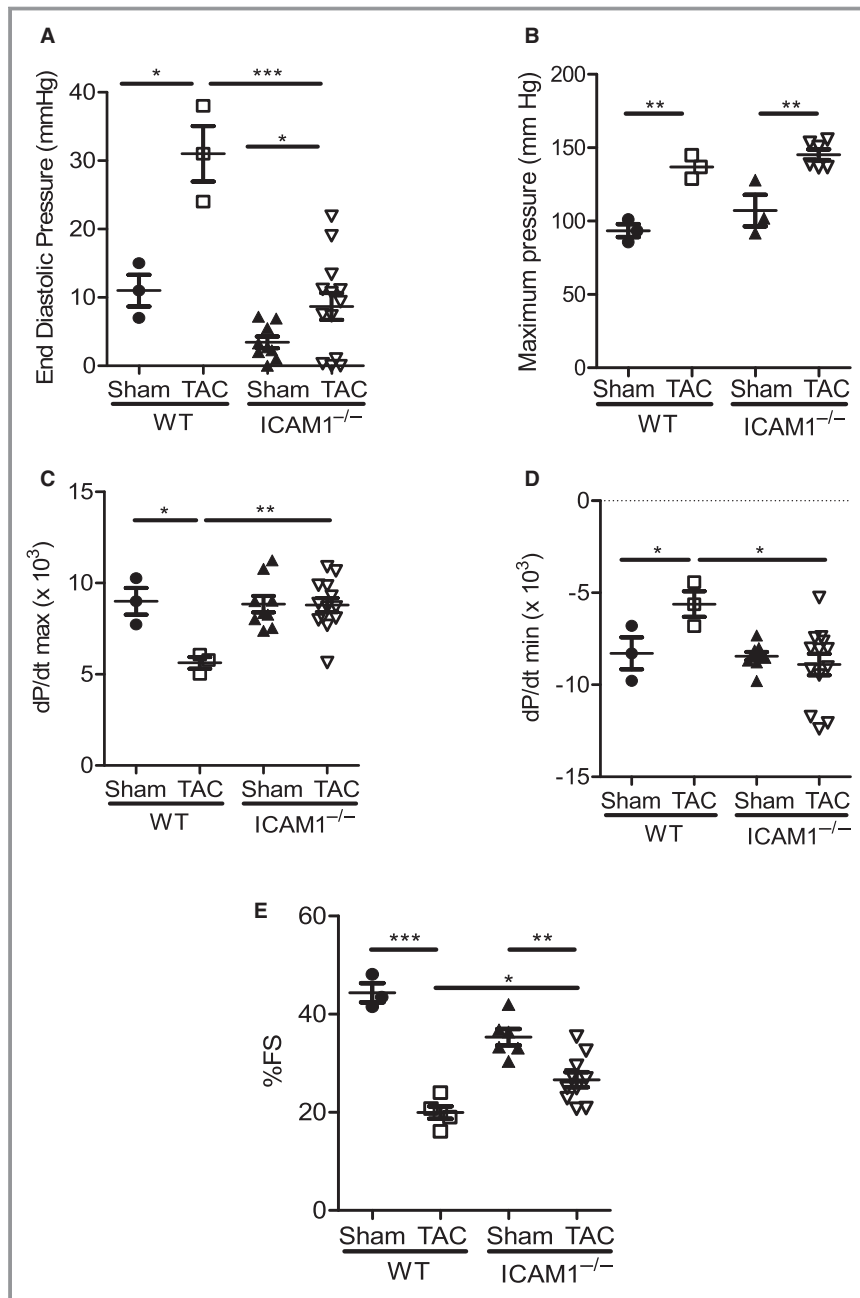 A
End Diastolic Pressure (mmHg)
40
30
20
10
0
*
***
*
Sham TAC Sham TAC
WT ICAM1−/−
B
Maximum pressure (mm Hg)
200
150
100
50
0
**
**
Sham TAC Sham TAC
WT ICAM1−/−
C
dP/dt max (x 10³)
15
10
5
0
*
**
Sham TAC Sham TAC
WT ICAM1−/−
D
dP/dt min (x 10³)
0
-5
-10
-15
*
*
Sham TAC Sham TAC
WT ICAM1−/−
E
%FS
60
40
20
0
***
**
*
Sham TAC Sham TAC
WT ICAM1−/−